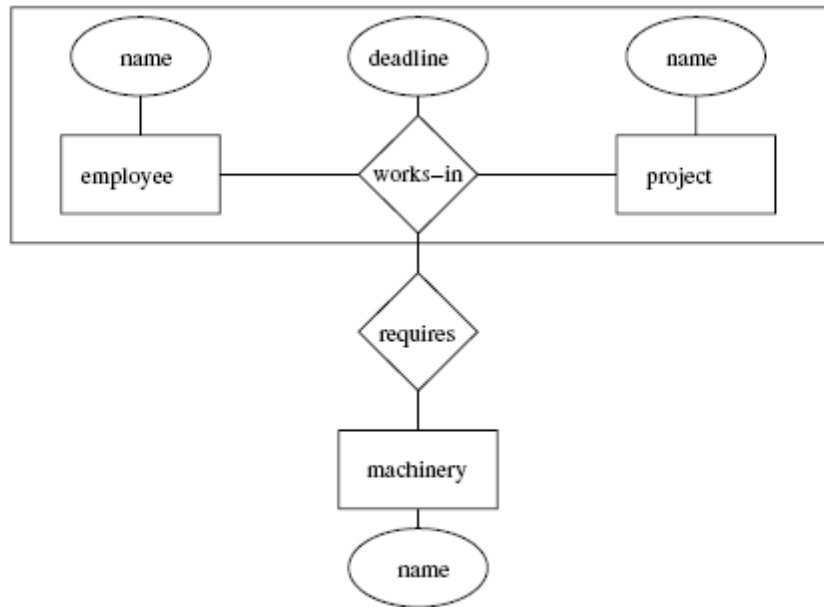 name
deadline
name
employee
works–in
project
requires
machinery
name